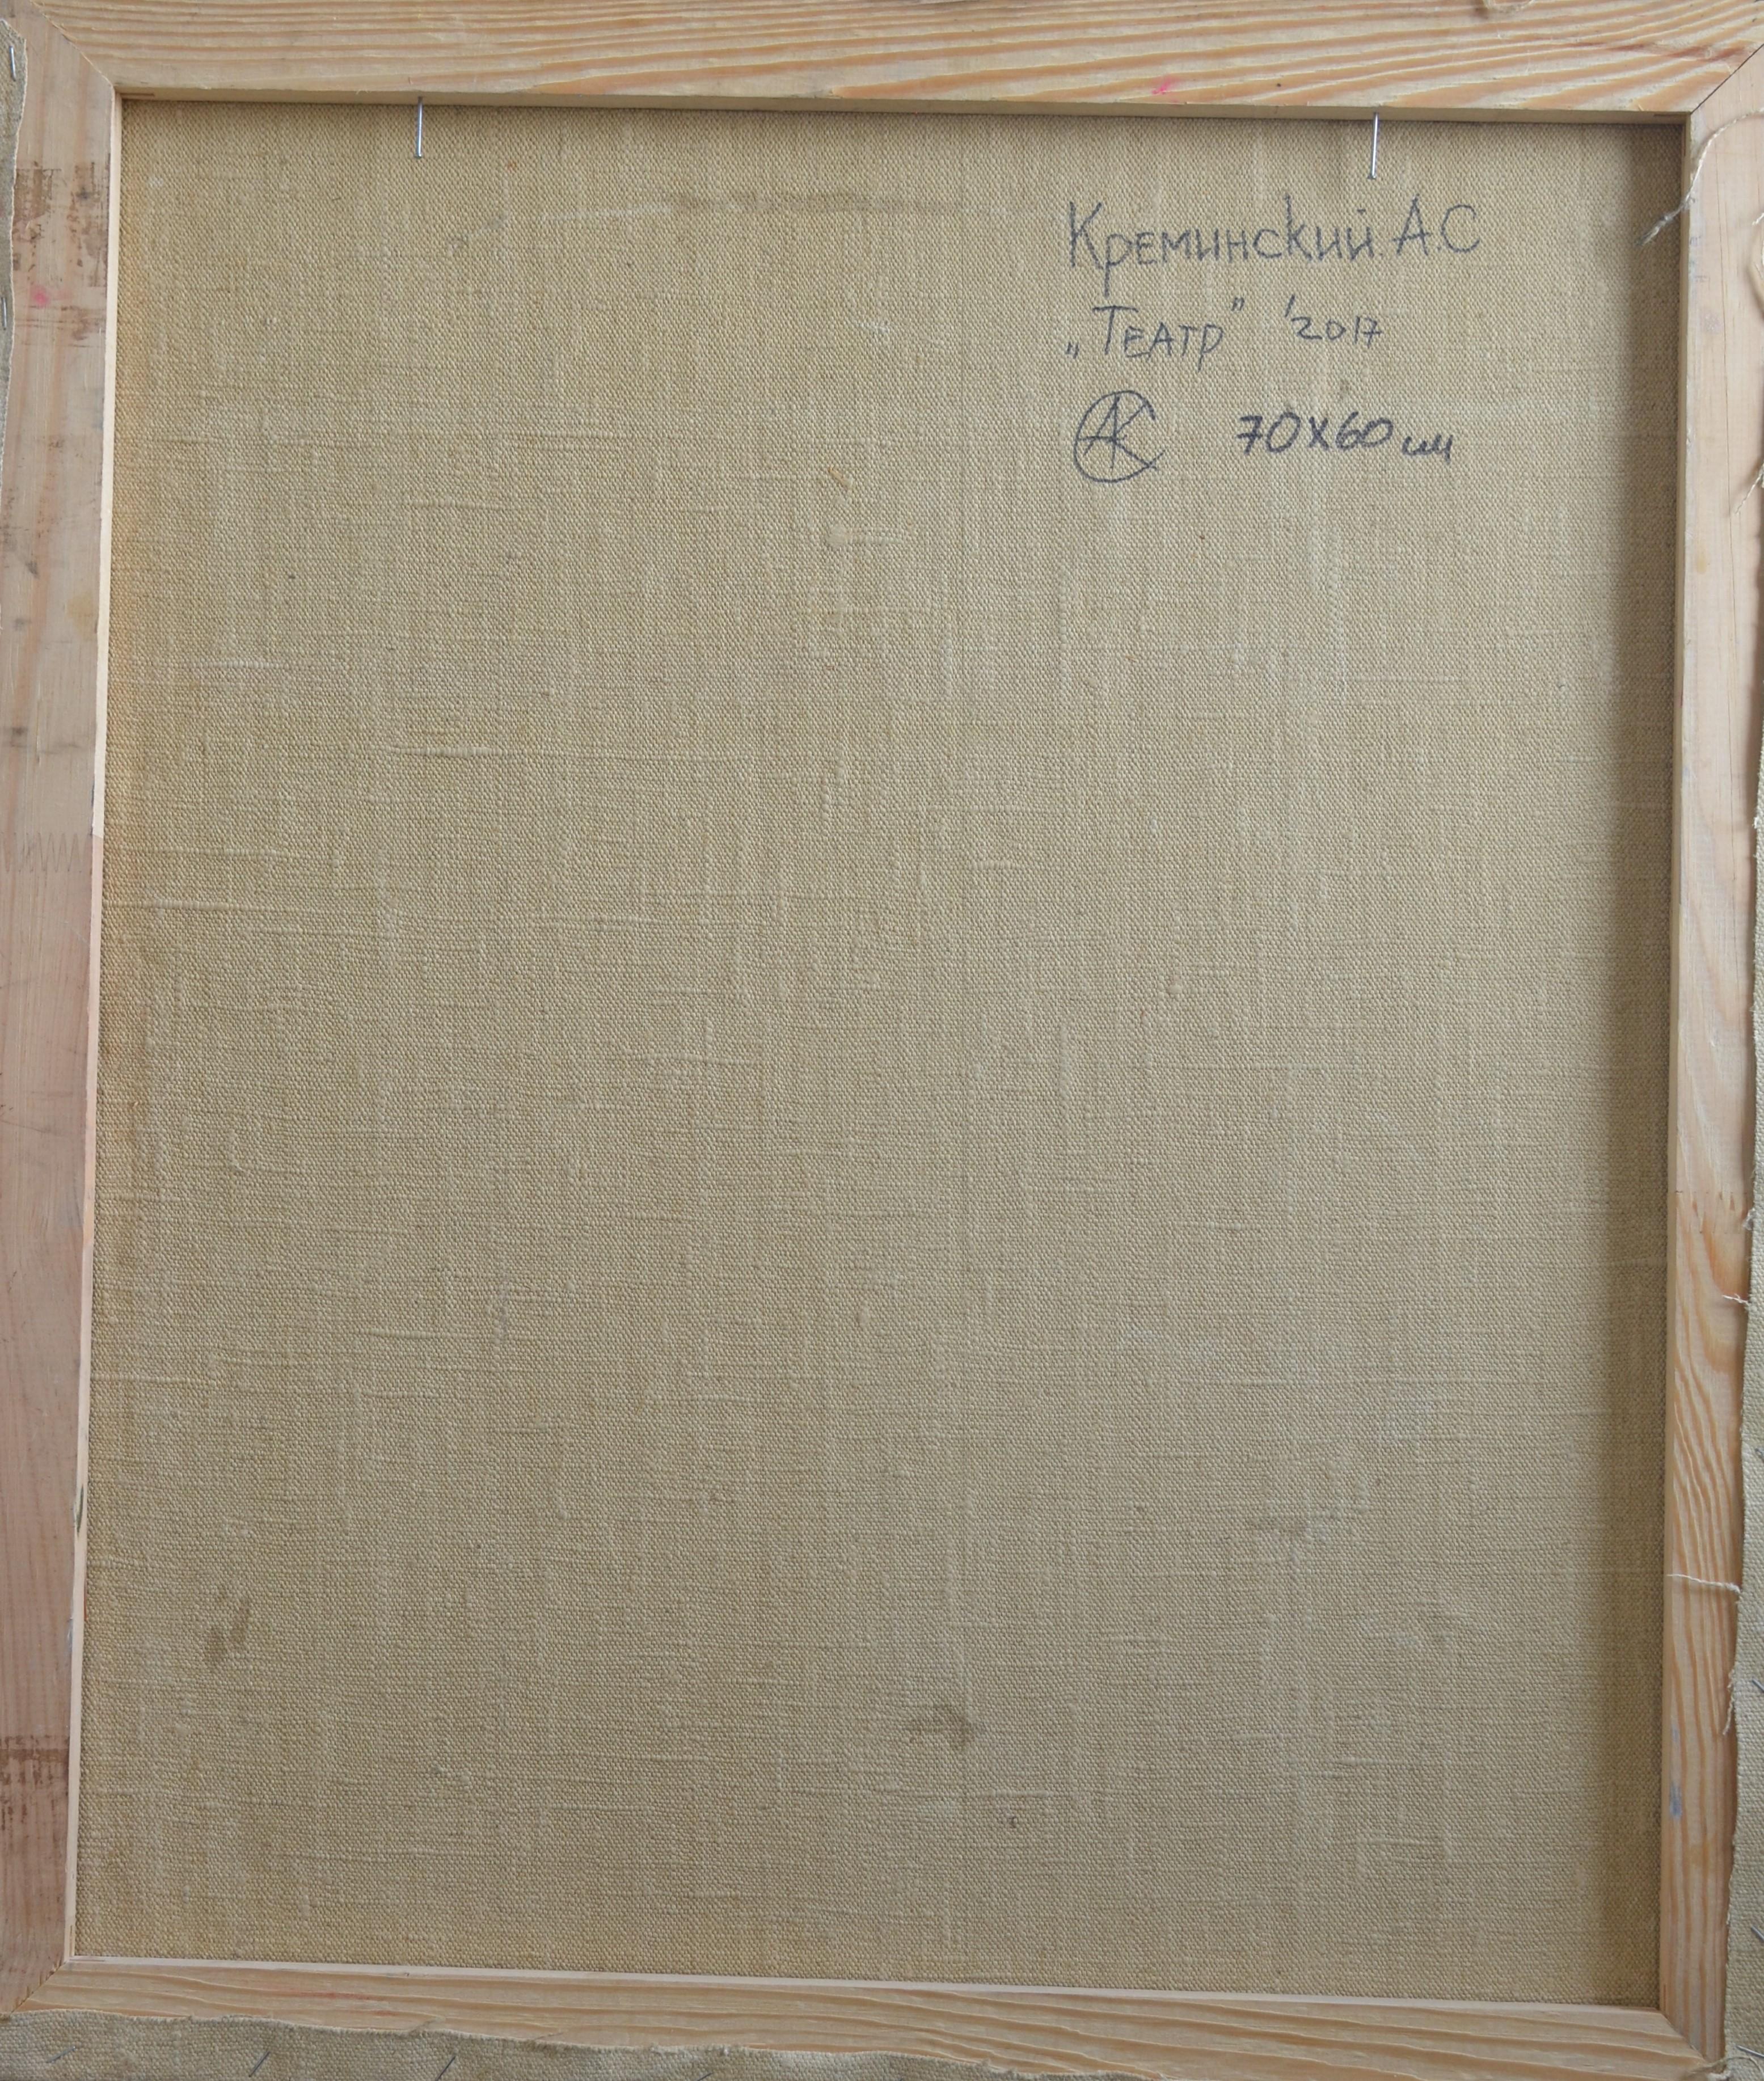 Креминский А.С
„Театр" '2017
АК 70х60 см